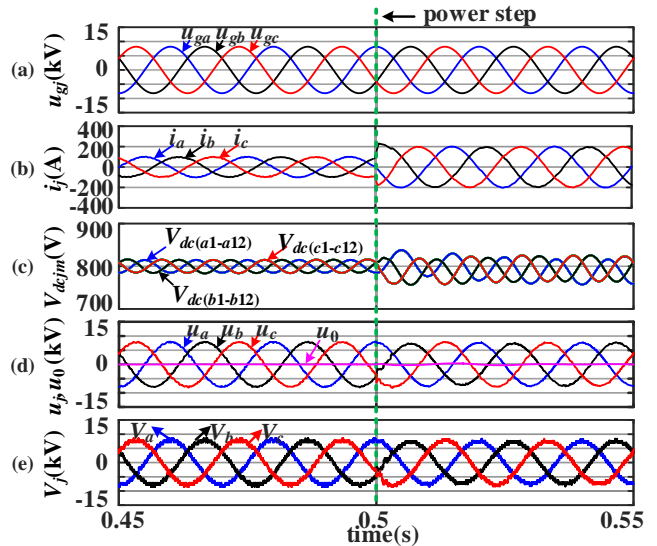 power step
(a)
u_gj(kV)
15
0
-15
u_ga u_gb u_gc
(b)
i_j(A)
400
200
0
-200
-400
i_a i_b i_c
(c)
V_dcjm(V)
900
800
700
V_dc(a1-a12)
V_dc(c1-c12)
V_dc(b1-b12)
(d)
u_j,u_0(kV)
15
0
-15
u_a u_b u_c u_0
(e)
V_j(kV)
15
0
-15
V_a V_b V_c
0.45 0.5 0.55
time(s)